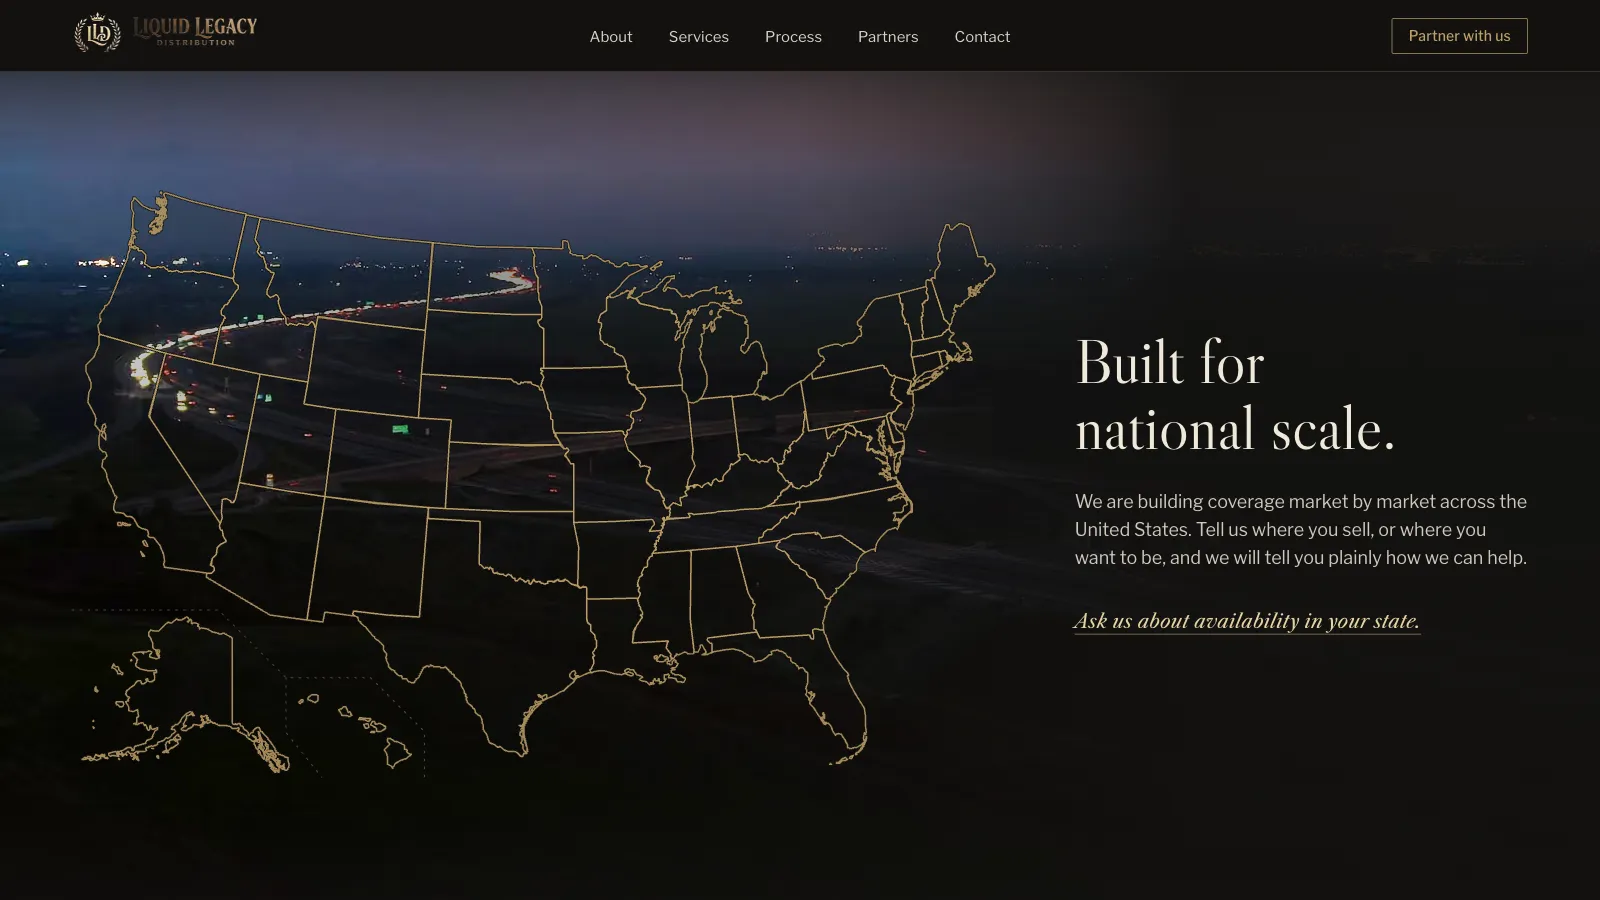 LLD
LIQUID LEGACY
DISTRIBUTION
About
Services
Process
Partners
Contact
Partner with us
Built for
national scale.
We are building coverage market by market across the
United States. Tell us where you sell, or where you
want to be, and we will tell you plainly how we can help.
Ask us about availability in your state.